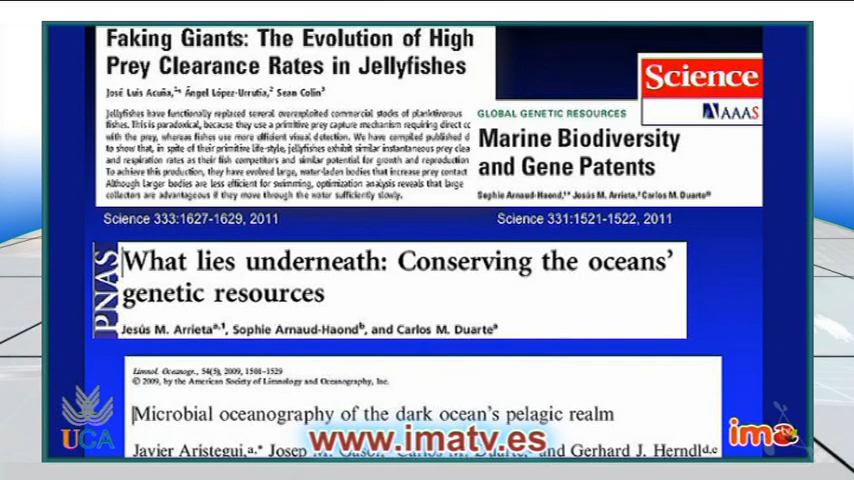 Faking Giants: The Evolution of High
Prey Clearance Rates in Jellyfishes
José Luis Acuña,¹* Ángel López-Urrutia,² Sean Colin³
Jellyfishes have functionally replaced several overexploited commercial stocks of planktivorous
fishes. This is paradoxical, because they use a primitive prey capture mechanism requiring direct cc
with the prey, whereas fishes use more efficient visual detection. We have compiled published d
to show that, in spite of their primitive life-style, jellyfishes exhibit similar instantaneous prey clea
and respiration rates as their fish competitors and similar potential for growth and reproduction
To achieve this production, they have evolved large, water-laden bodies that increase prey contact
Although larger bodies are less efficient for swimming, optimization analysis reveals that large
collectors are advantageous if they move through the water sufficiently slowly.
Science 333:1627-1629, 2011
Science
AAAS
GLOBAL GENETIC RESOURCES
Marine Biodiversity
and Gene Patents
Sophie Arnaud-Haond, Jesús M. Arrieta, Carlos M. Duarte
Science 331:1521-1522, 2011
PNAS
What lies underneath: Conserving the oceans'
genetic resources
Jesús M. Arrieta a,1, Sophie Arnaud-Haond b, and Carlos M. Duarte a
Limnol. Oceanogr., 54(5), 2009, 1501–1529
© 2009, by the American Society of Limnology and Oceanography, Inc.
Microbial oceanography of the dark ocean's pelagic realm
Javier Arístegui,a,* Josep M. Gasol, Carlos M. Duarte, and Gerhard J. Herndl d,e
www.imatv.es
UCA
ima